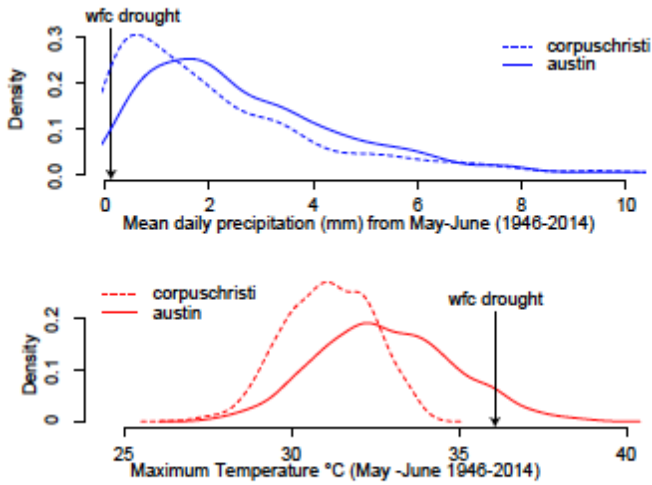 wfc drought
corpuschristi
austin
Density
0.0 0.1 0.2 0.3
0 2 4 6 8 10
Mean daily precipitation (mm) from May-June (1946-2014)
corpuschristi
austin
wfc drought
Density
0 0.1 0.2
25 30 35 40
Maximum Temperature °C (May -June 1946-2014)